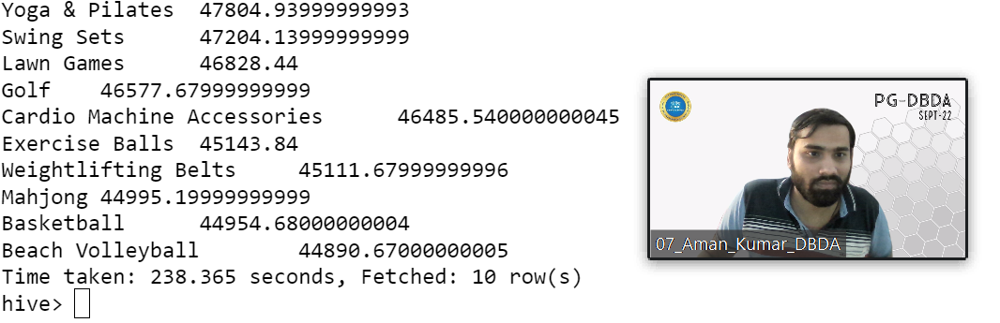 Yoga & Pilates  47804.93999999993
Swing Sets      47204.13999999999
Lawn Games      46828.44
Golf    46577.67999999999
Cardio Machine Accessories      46485.540000000045
Exercise Balls  45143.84
Weightlifting Belts     45111.67999999996
Mahjong 44995.19999999999
Basketball      44954.68000000004
Beach Volleyball        44890.67000000005
Time taken: 238.365 seconds, Fetched: 10 row(s)
hive>
PG-DBDA
SEPT-22
07_Aman_Kumar_DBDA